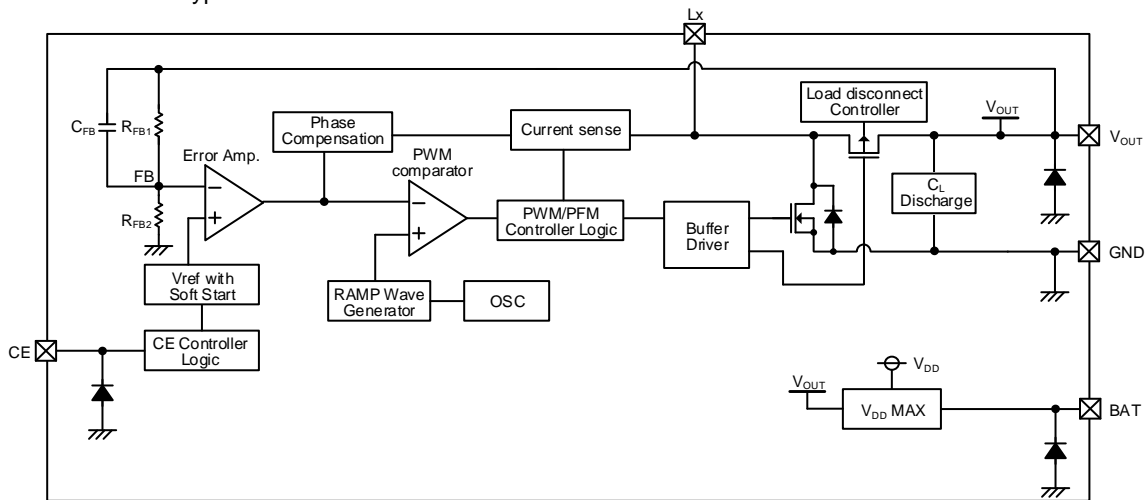 Lx
Load disconnect
Controller
VOUT
CFB
RFB1
Phase
Compensation
Current sense
VOUT
Error Amp.
PWM
comparator
FB
CL
Discharge
RFB2
PWM/PFM
Controller Logic
Buffer
Driver
GND
Vref with
Soft Start
RAMP Wave
Generator
OSC
CE
CE Controller
Logic
VDD
VOUT
VDD MAX
BAT